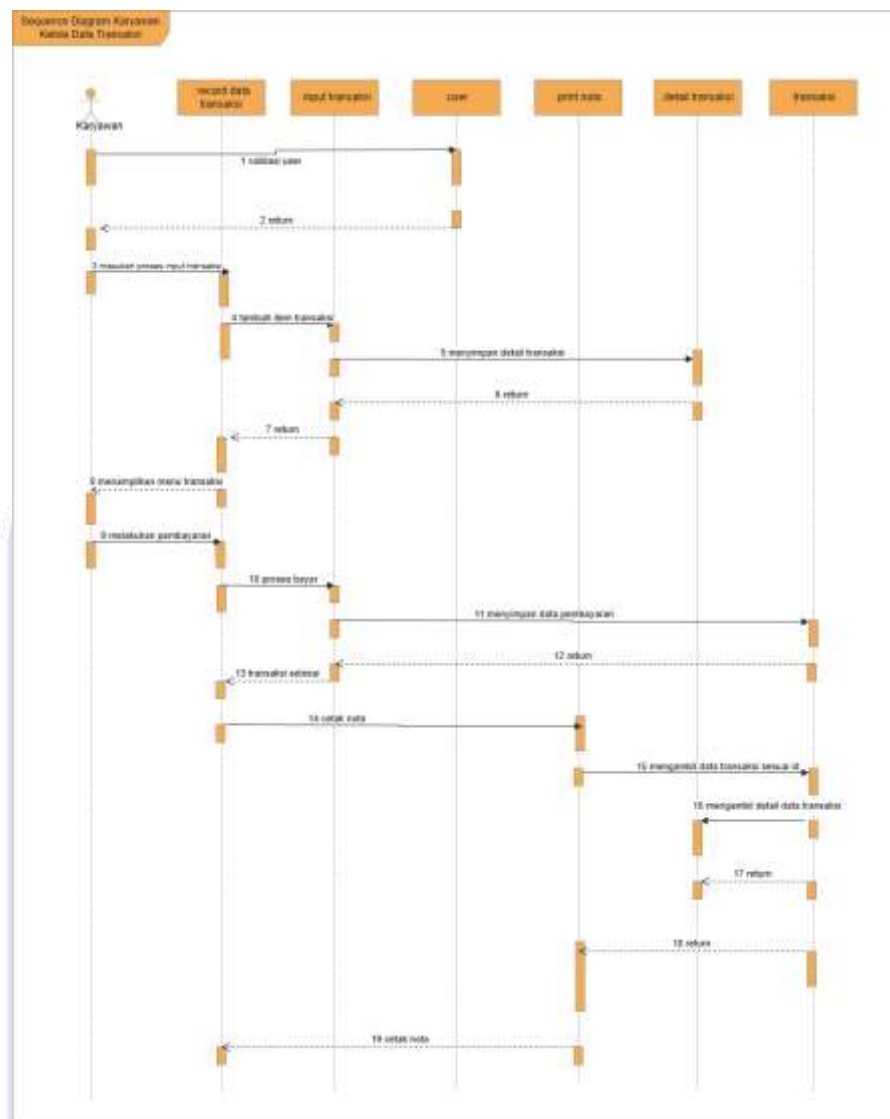 Sequence Diagram Karyawan
Kelola Data Transaksi
record data
transaksi
input transaksi
user
print nota
detail transaksi
transaksi
Karyawan
1 validasi user
2 return
3 masukan proses input transaksi
4 tambah item transaksi
5 menyimpan detail transaksi
6 return
7 return
8 menampilkan menu transaksi
9 melakukan pembayaran
10 proses bayar
11 menyimpan data pembayaran
12 return
13 transaksi selesai
14 cetak nota
15 mengambil data transaksi sesuai id
16 mengambil detail data transaksi
17 return
18 return
19 cetak nota